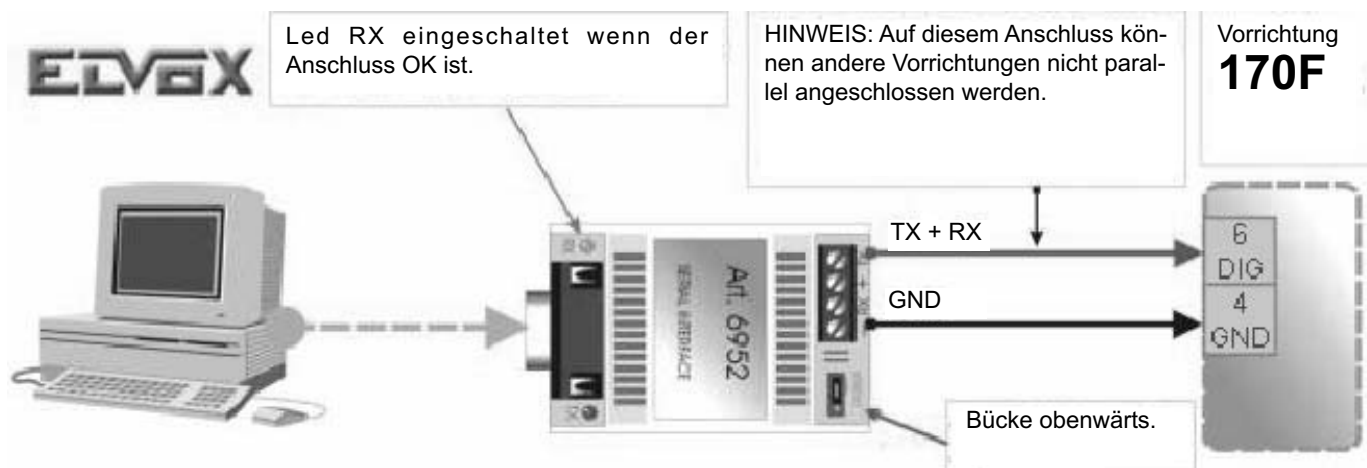 ELVOX
Led RX eingeschaltet wenn der
Anschluss OK ist.
HINWEIS: Auf diesem Anschluss kön-
nen andere Vorrichtungen nicht paral-
lel angeschlossen werden.
Vorrichtung
170F
TX + RX
GND
6
DIG
4
GND
Art. 6952
SERIAL INTERFACE
Bücke obenwärts.